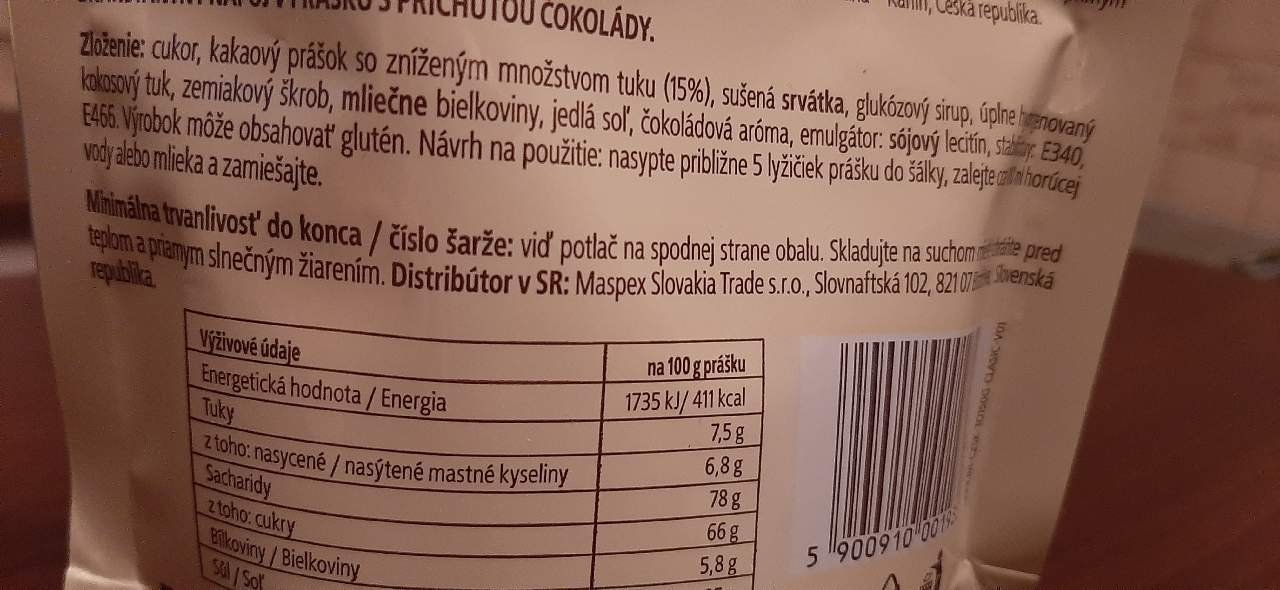 PRÍCHUŤOU ČOKOLÁDY.
Česká republika.
Zloženie: cukor, kakaový prášok so zníženým množstvom tuku (15%), sušená srvátka, glukózový sirup, úplne
kokosový tuk, zemiakový škrob, mliečne bielkoviny, jedlá soľ, čokoládová aróma, emulgátor: sójový lecitín, E340,
E466. Výrobok môže obsahovať glutén. Návrh na použitie: nasypte približne 5 lyžičiek prášku do šálky, zalejte horúcej
vody alebo mlieka a zamiešajte.
Minimálna trvanlivosť do konca / číslo šarže: viď potlač na spodnej strane obalu. Skladujte na suchom pred
teplom a priamym slnečným žiarením. Distribútor v SR: Maspex Slovakia Trade s.r.o., Slovnaftská 102, 821 07 Slovenská
republika.
Výživové údaje na 100 g prášku
Energetická hodnota / Energia 1735 kJ/ 411 kcal
Tuky 7,5 g
z toho: nasycené / nasýtené mastné kyseliny 6,8 g
Sacharidy 78 g
z toho: cukry 66 g
Bílkoviny / Bielkoviny 5,8 g
Sůl / Soľ
5 900910 00193